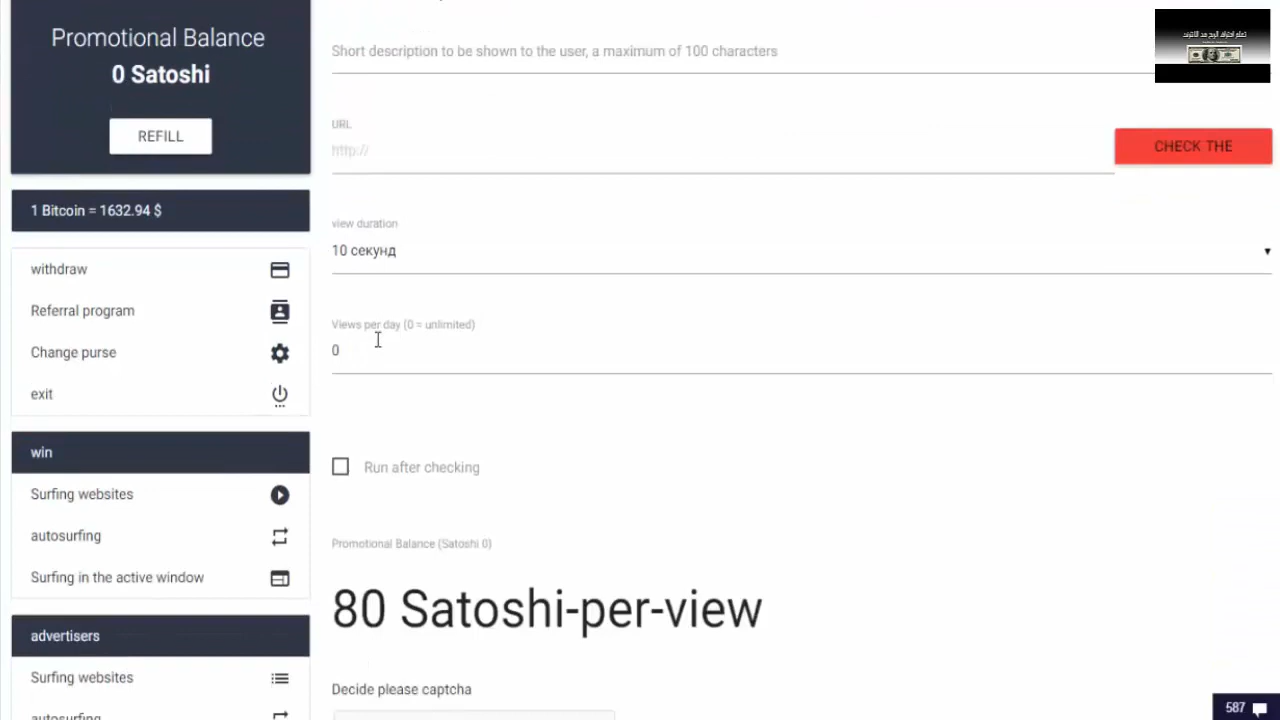 Promotional Balance
0 Satoshi
REFILL
1 Bitcoin = 1632.94 $
withdraw
Referral program
Change purse
exit
win
Surfing websites
autosurfing
Surfing in the active window
advertisers
Surfing websites
autosurfing
Short description to be shown to the user, a maximum of 100 characters
URL
http://
CHECK THE
view duration
10 секунд
Views per day (0 = unlimited)
0
Run after checking
Promotional Balance (Satoshi 0)
80 Satoshi-per-view
Decide please captcha
587